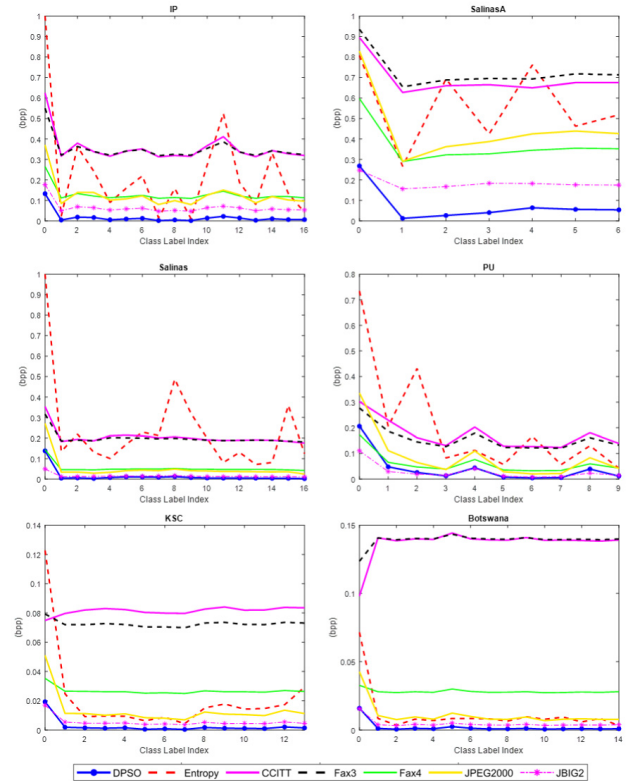 IP
1
0.9
0.8
0.7
0.6
0.5
0.4
0.3
0.2
0.1
0
(bpp)
0 2 4 6 8 10 12 14 16
Class Label Index
SalinasA
1
0.9
0.8
0.7
0.6
0.5
0.4
0.3
0.2
0.1
0
(bpp)
0 1 2 3 4 5 6
Class Label Index
Salinas
1
0.9
0.8
0.7
0.6
0.5
0.4
0.3
0.2
0.1
0
(bpp)
0 2 4 6 8 10 12 14 16
Class Label Index
PU
0.8
0.7
0.6
0.5
0.4
0.3
0.2
0.1
0
(bpp)
0 1 2 3 4 5 6 7 8 9
Class Label Index
KSC
0.14
0.12
0.1
0.08
0.06
0.04
0.02
0
(bpp)
0 2 4 6 8 10 12
Class Label Index
Botswana
0.15
0.1
0.05
0
(bpp)
0 2 4 6 8 10 12 14
Class Label Index
DPSO Entropy CCITT Fax3 Fax4 JPEG2000 JBIG2